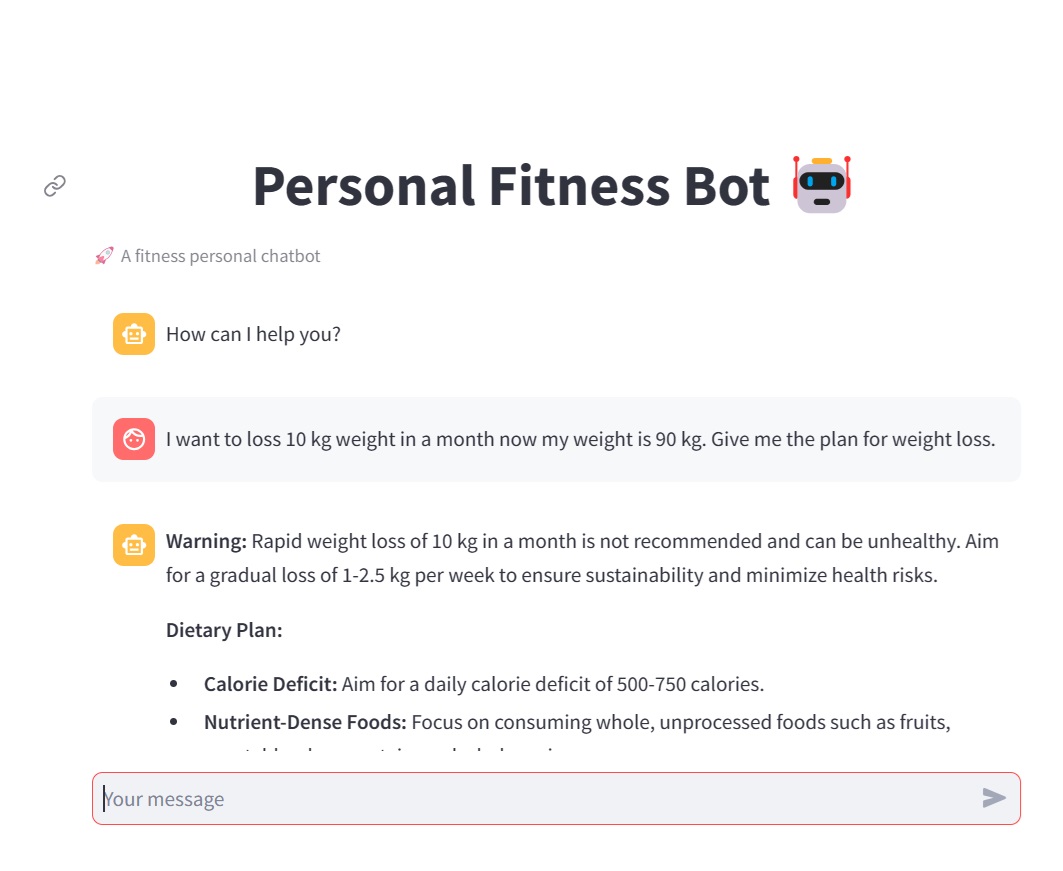 Personal Fitness Bot
🚀 A fitness personal chatbot
How can I help you?
I want to loss 10 kg weight in a month now my weight is 90 kg. Give me the plan for weight loss.
Warning: Rapid weight loss of 10 kg in a month is not recommended and can be unhealthy. Aim
for a gradual loss of 1-2.5 kg per week to ensure sustainability and minimize health risks.
Dietary Plan:
• Calorie Deficit: Aim for a daily calorie deficit of 500-750 calories.
• Nutrient-Dense Foods: Focus on consuming whole, unprocessed foods such as fruits,
Your message